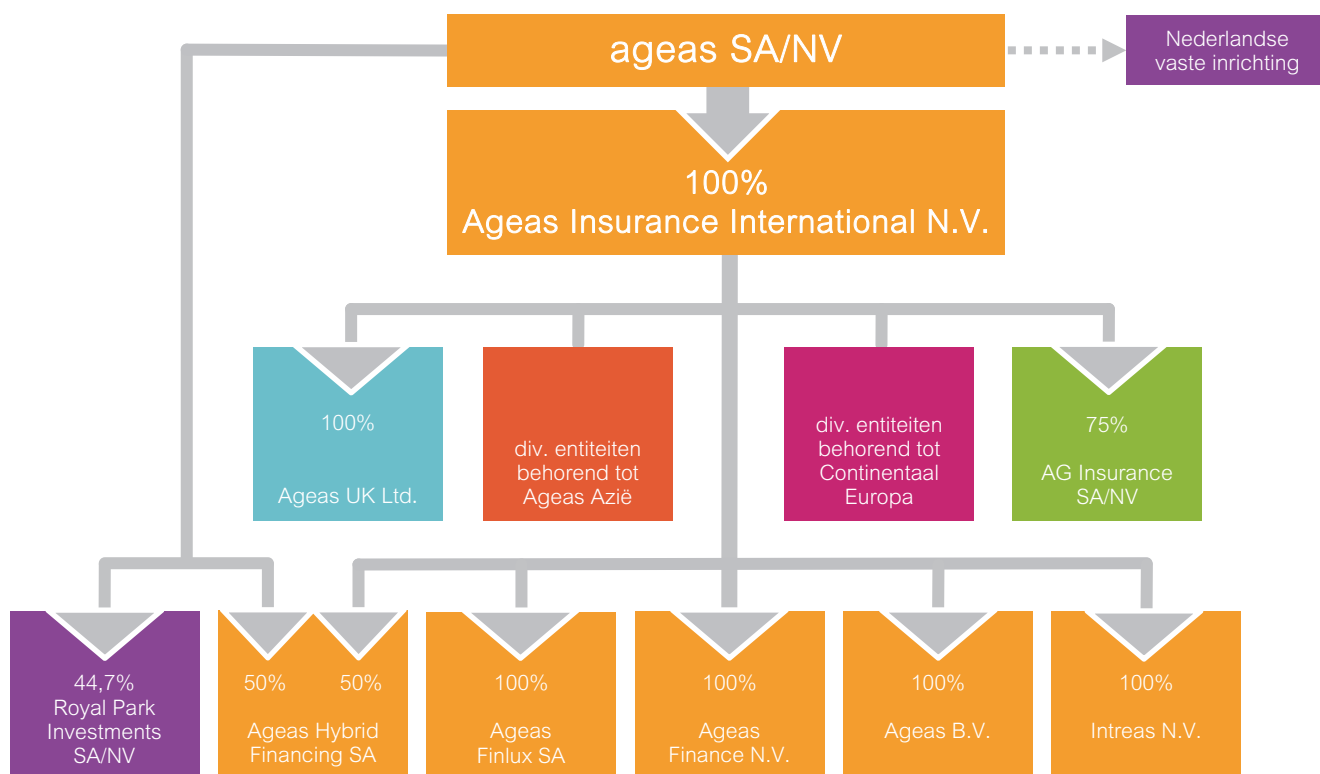 ageas SA/NV
Nederlandse
vaste inrichting
100%
Ageas Insurance International N.V.
100%
Ageas UK Ltd.
div. entiteiten
behorend tot
Ageas Azië
div. entiteiten
behorend tot
Continentaal
Europa
75%
AG Insurance
SA/NV
44,7%
Royal Park
Investments
SA/NV
50% 50%
Ageas Hybrid
Financing SA
100%
Ageas
Finlux SA
100%
Ageas
Finance N.V.
100%
Ageas B.V.
100%
Intreas N.V.